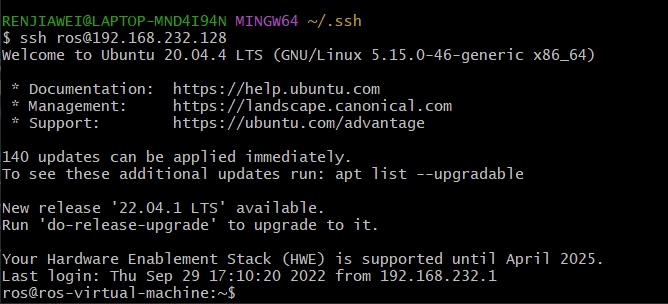 RENJIAWEI@LAPTOP-MND4I94N MINGW64 ~/.ssh
$ ssh ros@192.168.232.128
Welcome to Ubuntu 20.04.4 LTS (GNU/Linux 5.15.0-46-generic x86_64)
* Documentation:  https://help.ubuntu.com
* Management:     https://landscape.canonical.com
* Support:        https://ubuntu.com/advantage
140 updates can be applied immediately.
To see these additional updates run: apt list --upgradable
New release '22.04.1 LTS' available.
Run 'do-release-upgrade' to upgrade to it.
Your Hardware Enablement Stack (HWE) is supported until April 2025.
Last login: Thu Sep 29 17:10:20 2022 from 192.168.232.1
ros@ros-virtual-machine:~$